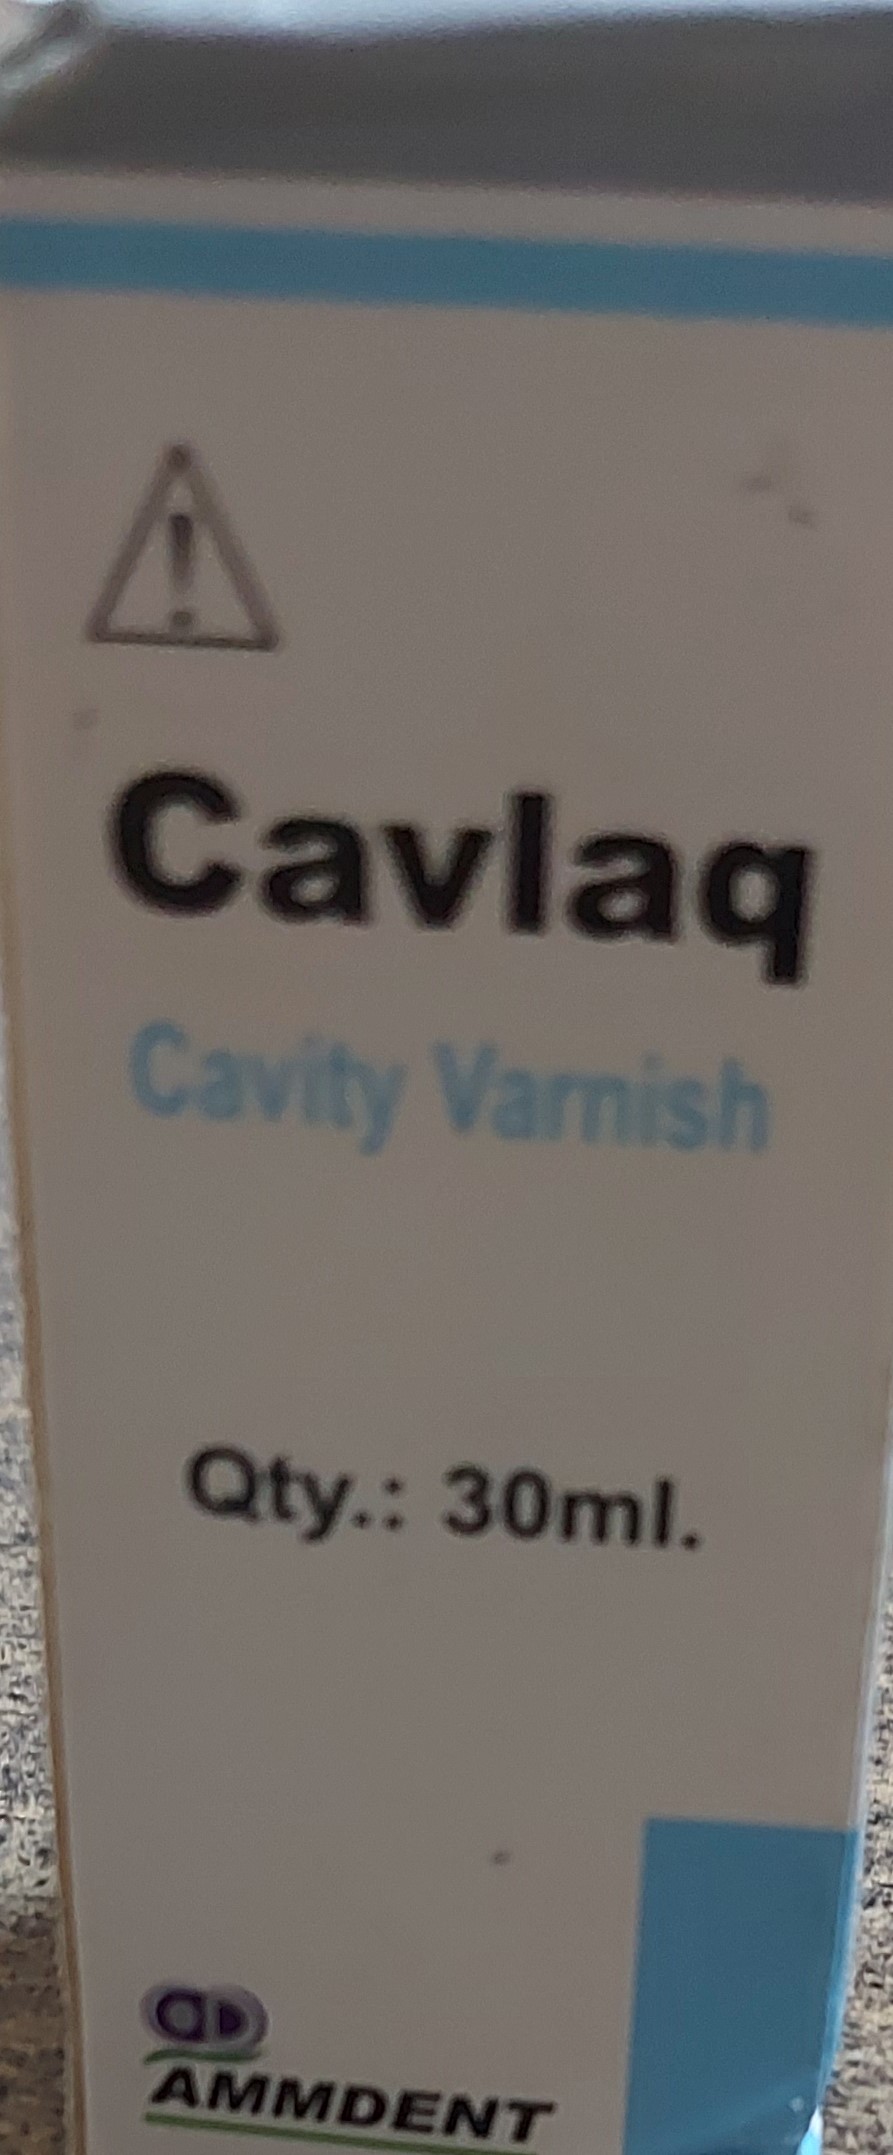 Cavlaq
Cavity Varnish
Qty.: 30ml.
AMMDENT